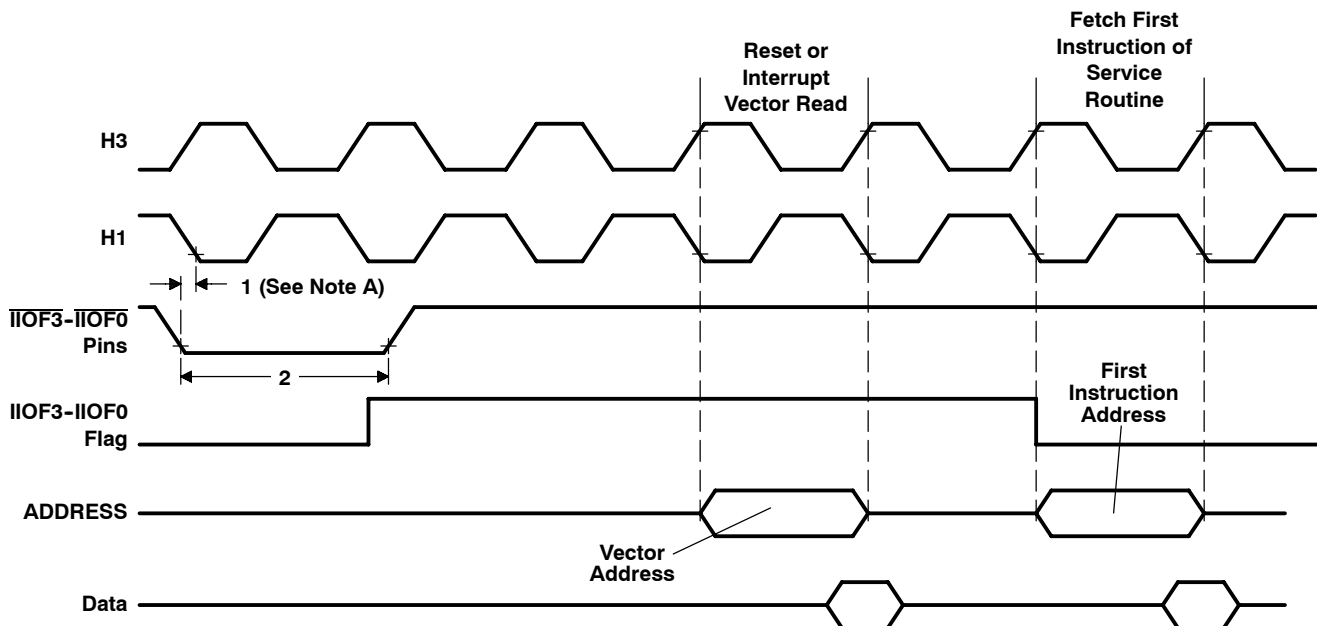 Reset or
Interrupt
Vector Read
Fetch First
Instruction of
Service
Routine
H3
H1
1 (See Note A)
IIOF3-IIOF0
Pins
2
IIOF3-IIOF0
Flag
First
Instruction
Address
ADDRESS
Vector
Address
Data